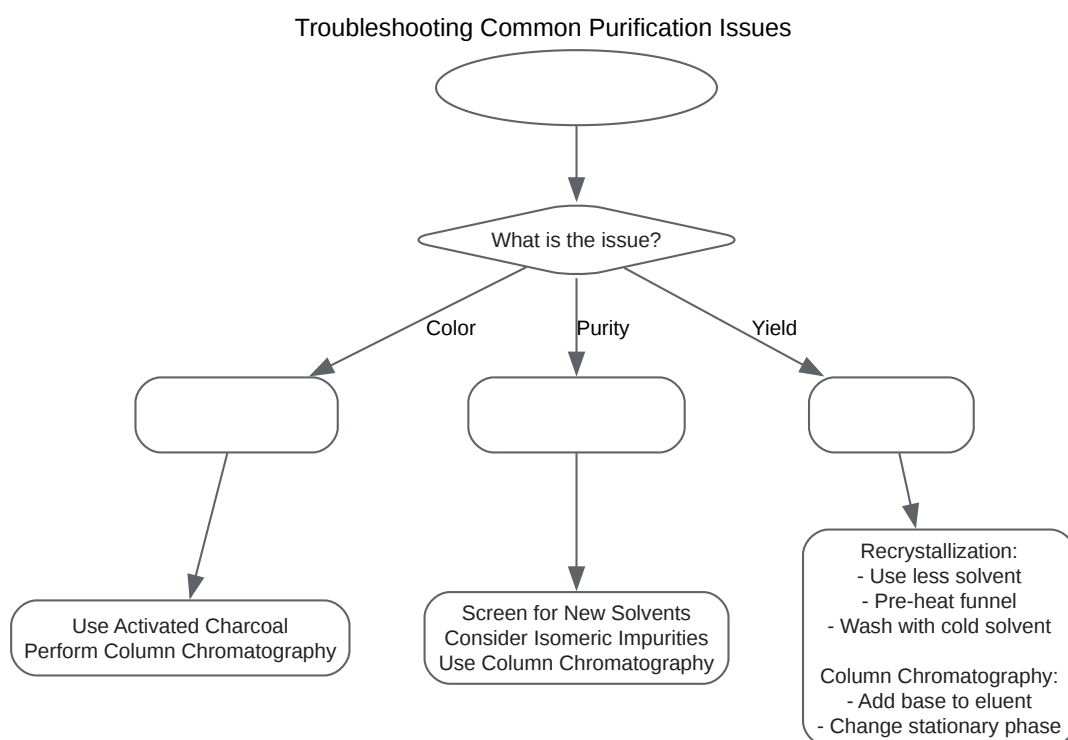 Troubleshooting Common Purification Issues
What is the issue?
Color
Purity
Yield
Use Activated Charcoal
Perform Column Chromatography
Screen for New Solvents
Consider Isomeric Impurities
Use Column Chromatography
Recrystallization:
- Use less solvent
- Pre-heat funnel
- Wash with cold solvent
Column Chromatography:
- Add base to eluent
- Change stationary phase